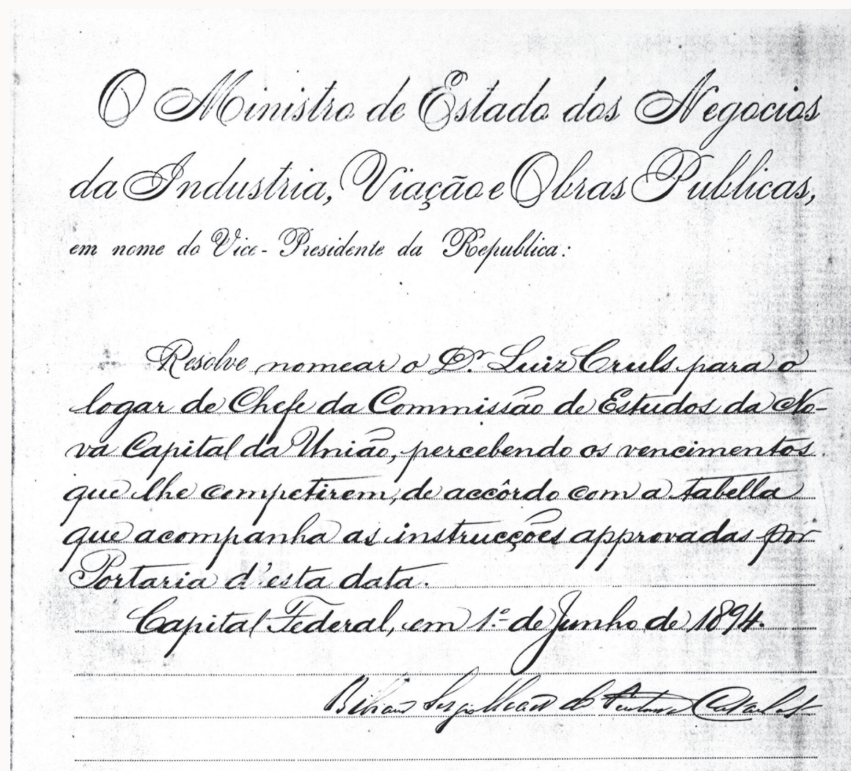 O Ministro de Estado dos Negocios
da Industria, Viação e Obras Publicas,
em nome do Vice-Presidente da Republica:
Resolve nomear o Dr. Luiz Cruls para o
logar de Chefe da Commissão de Estudos da No-
va Capital da União, percebendo os vencimentos
que lhe competirem, de accôrdo com a tabella
que acompanha as instrucções approvadas por
Portaria d'esta data.
Capital Federal, em 1º de Junho de 1894.